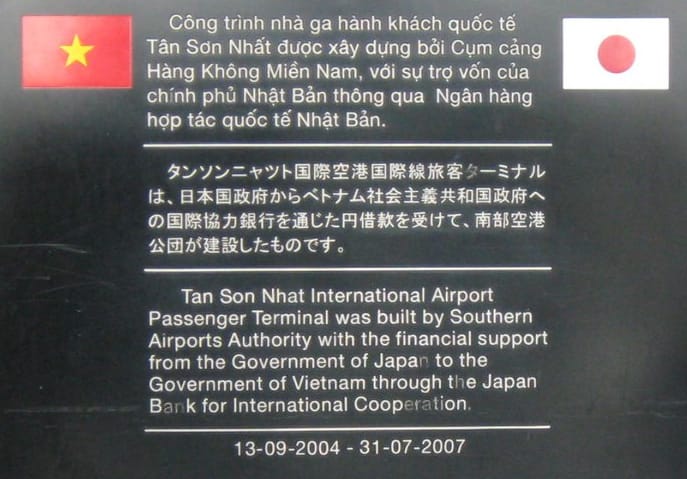 Công trình nhà ga hành khách quốc tế
Tân Sơn Nhất được xây dựng bởi Cụm cảng
Hàng Không Miền Nam, với sự trợ vốn của
chính phủ Nhật Bản thông qua Ngân hàng
hợp tác quốc tế Nhật Bản.
タンソンニャツト国際空港国際線旅客ターミナル
は、日本国政府からベトナム社会主義共和国政府へ
の国際協力銀行を通じた円借款を受けて、南部空港
公団が建設したものです。
Tan Son Nhat International Airport
Passenger Terminal was built by Southern
Airports Authority with the financial support
from the Government of Japan to the
Government of Vietnam through the Japan
Bank for International Cooperation.
13-09-2004 - 31-07-2007